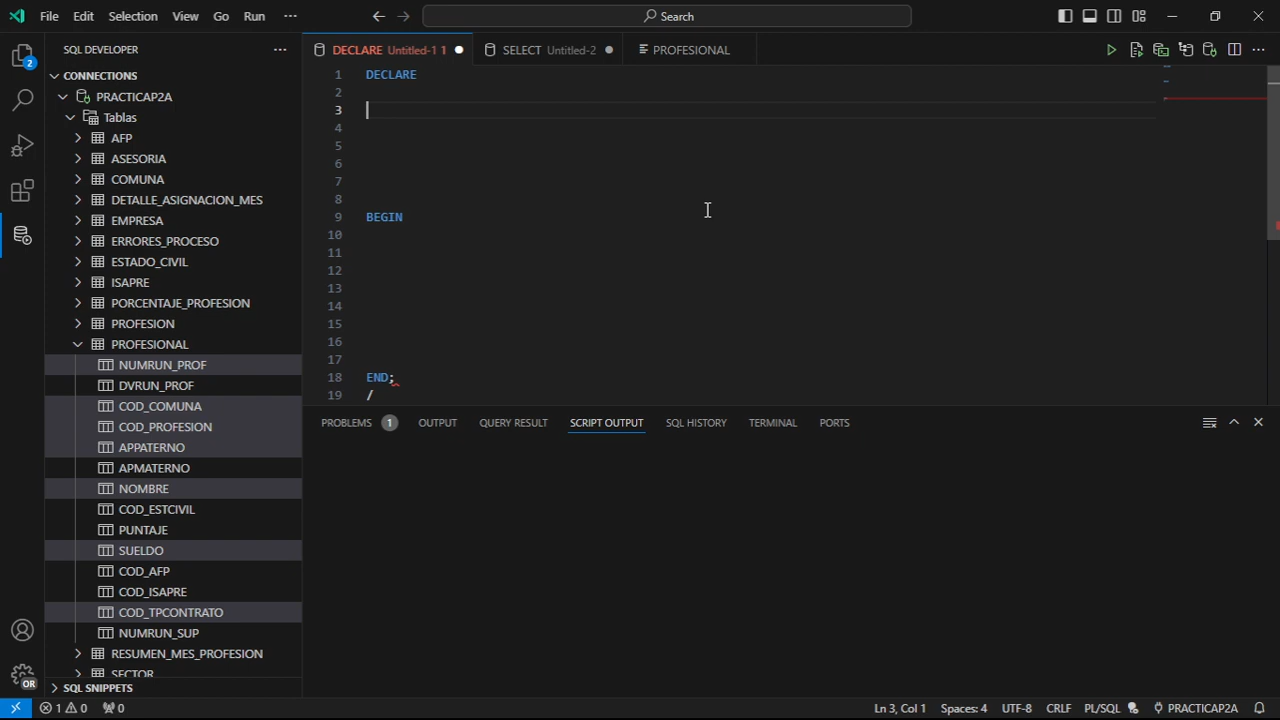 File Edit Selection View Go Run ··· Search
SQL DEVELOPER ···
CONNECTIONS
PRACTICAP2A
Tablas
AFP
ASESORIA
COMUNA
DETALLE_ASIGNACION_MES
EMPRESA
ERRORES_PROCESO
ESTADO_CIVIL
ISAPRE
PORCENTAJE_PROFESION
PROFESION
PROFESIONAL
NUMRUN_PROF
DVRUN_PROF
COD_COMUNA
COD_PROFESION
APPATERNO
APMATERNO
NOMBRE
COD_ESTCIVIL
PUNTAJE
SUELDO
COD_AFP
COD_ISAPRE
COD_TPCONTRATO
NUMRUN_SUP
RESUMEN_MES_PROFESION
SECTOR
SQL SNIPPETS
2
OR
DECLARE Untitled-1 1 SELECT Untitled-2 PROFESIONAL
1 DECLARE
2
3
4
5
6
7
8
9 BEGIN
10
11
12
13
14
15
16
17
18 END;
19 /
PROBLEMS 1 OUTPUT QUERY RESULT SCRIPT OUTPUT SQL HISTORY TERMINAL PORTS
1 0 0 Ln 3, Col 1 Spaces: 4 UTF-8 CRLF PL/SQL PRACTICAP2A